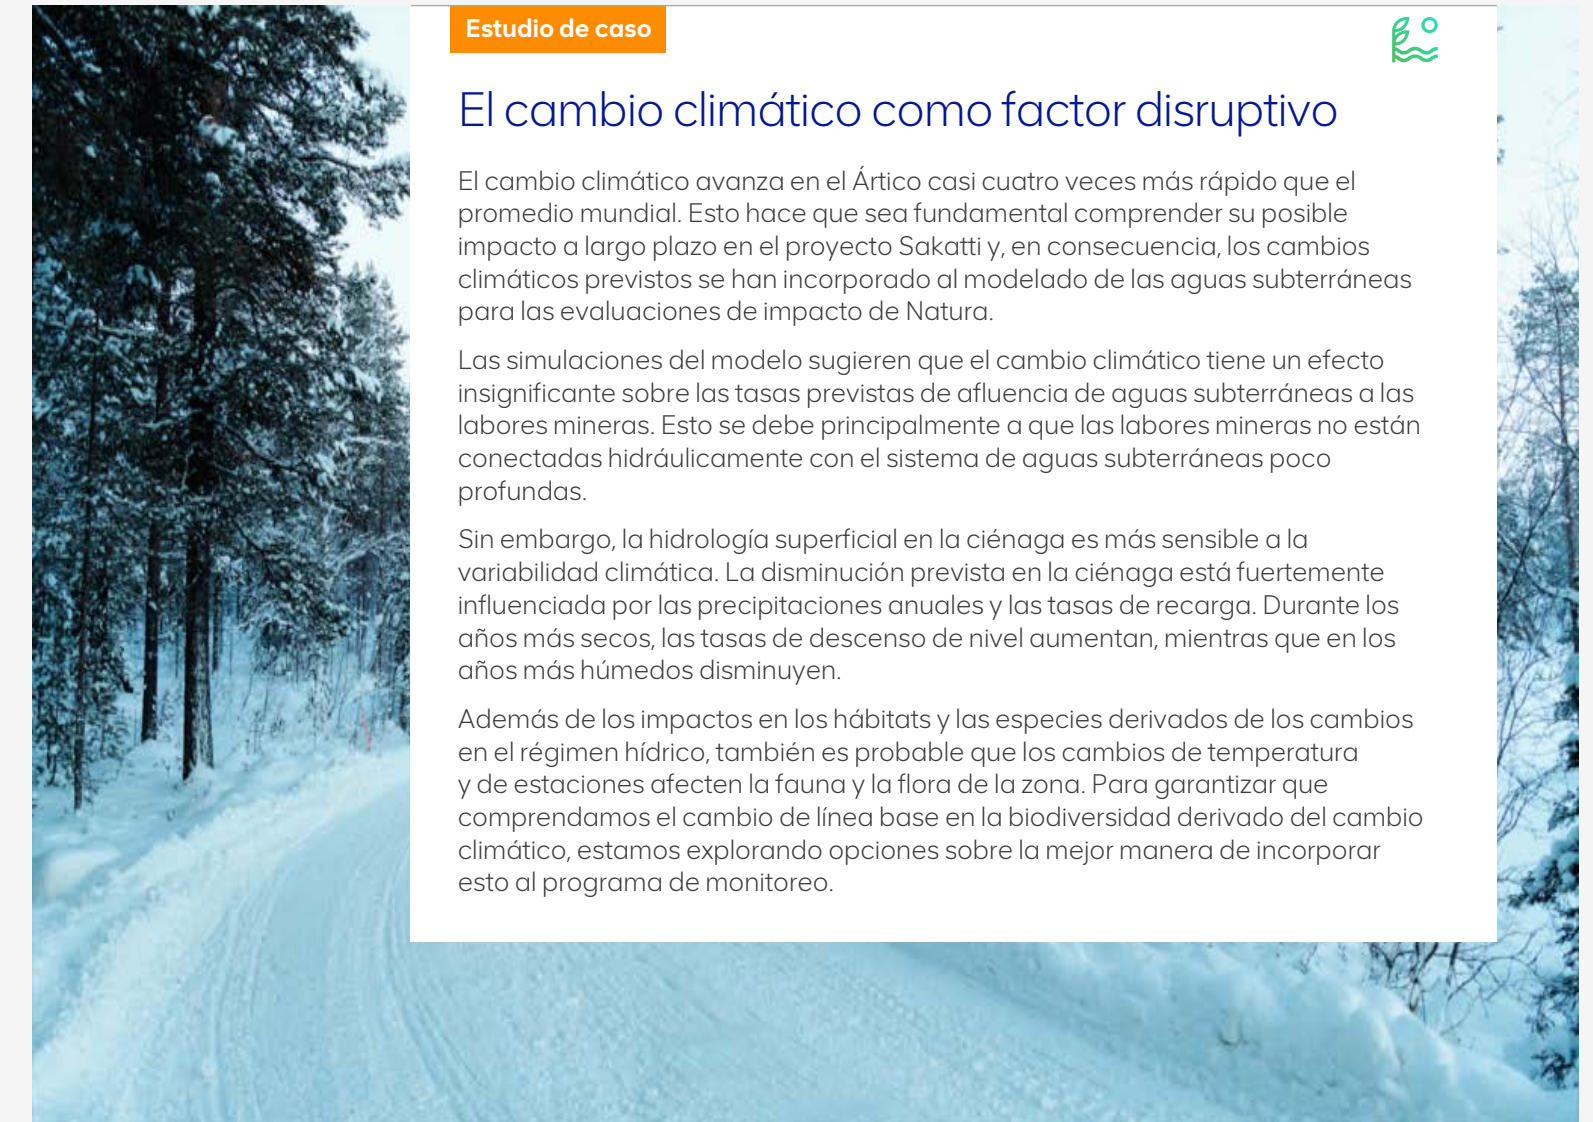 Estudio de caso
El cambio climático como factor disruptivo
El cambio climático avanza en el Ártico casi cuatro veces más rápido que el
promedio mundial. Esto hace que sea fundamental comprender su posible
impacto a largo plazo en el proyecto Sakatti y, en consecuencia, los cambios
climáticos previstos se han incorporado al modelado de las aguas subterráneas
para las evaluaciones de impacto de Natura.
Las simulaciones del modelo sugieren que el cambio climático tiene un efecto
insignificante sobre las tasas previstas de afluencia de aguas subterráneas a las
labores mineras. Esto se debe principalmente a que las labores mineras no están
conectadas hidráulicamente con el sistema de aguas subterráneas poco
profundas.
Sin embargo, la hidrología superficial en la ciénaga es más sensible a la
variabilidad climática. La disminución prevista en la ciénaga está fuertemente
influenciada por las precipitaciones anuales y las tasas de recarga. Durante los
años más secos, las tasas de descenso de nivel aumentan, mientras que en los
años más húmedos disminuyen.
Además de los impactos en los hábitats y las especies derivados de los cambios
en el régimen hídrico, también es probable que los cambios de temperatura
y de estaciones afecten la fauna y la flora de la zona. Para garantizar que
comprendamos el cambio de línea base en la biodiversidad derivado del cambio
climático, estamos explorando opciones sobre la mejor manera de incorporar
esto al programa de monitoreo.